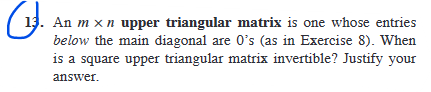 13. An m × n upper triangular matrix is one whose entries
below the main diagonal are 0's (as in Exercise 8). When
is a square upper triangular matrix invertible? Justify your
answer.